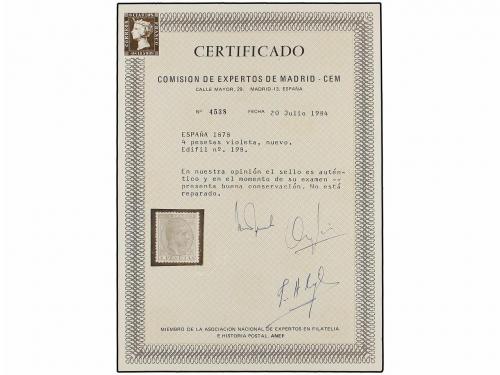 CERTIFICADO
COMISION DE EXPERTOS DE MADRID - CEM
CALLE MAYOR, 29. MADRID-13. ESPAÑA
Nº 4538 FECHA 20 Julio 1984
ESPAÑA 1878
4 pesetas violeta, nuevo.
Edifil nº. 198.
En nuestra opinión el sello es autén-
tico y en el momento de su examen --
presenta buena conservación. No está
reparado.
4 PESETAS
MIEMBRO DE LA ASOCIACION NACIONAL DE EXPERTOS EN FILATELIA
E HISTORIA POSTAL. ANEF